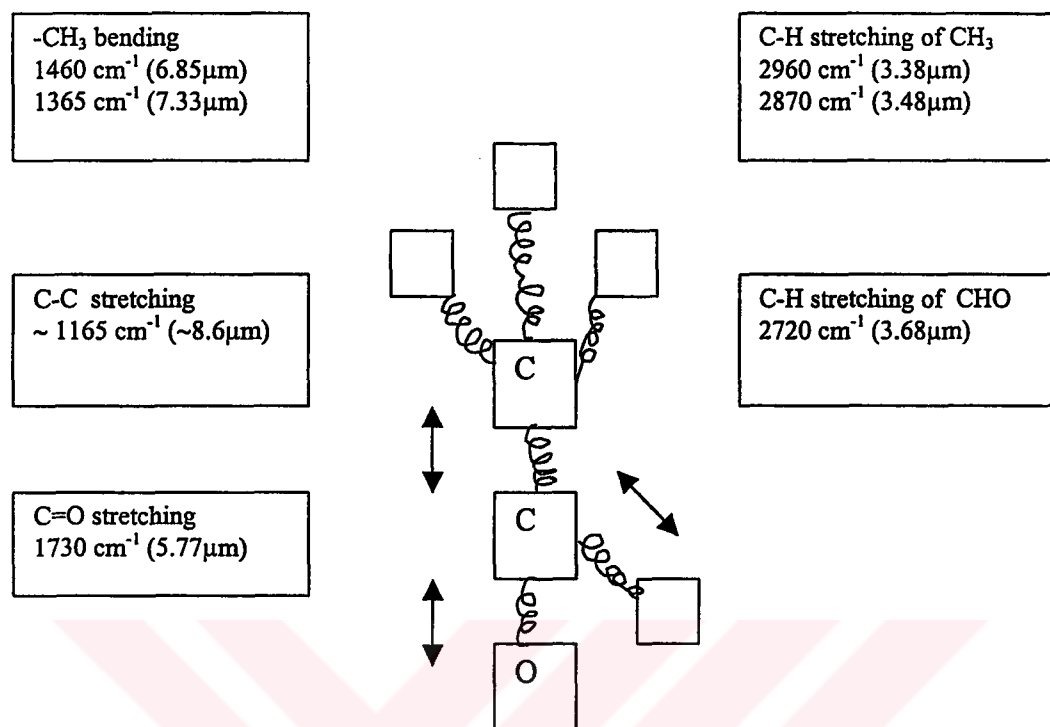 -CH₃ bending
1460 cm⁻¹ (6.85μm)
1365 cm⁻¹ (7.33μm)
C-H stretching of CH₃
2960 cm⁻¹ (3.38μm)
2870 cm⁻¹ (3.48μm)
C-C stretching
~ 1165 cm⁻¹ (~8.6μm)
C-H stretching of CHO
2720 cm⁻¹ (3.68μm)
C
C=O stretching
1730 cm⁻¹ (5.77μm)
C
O